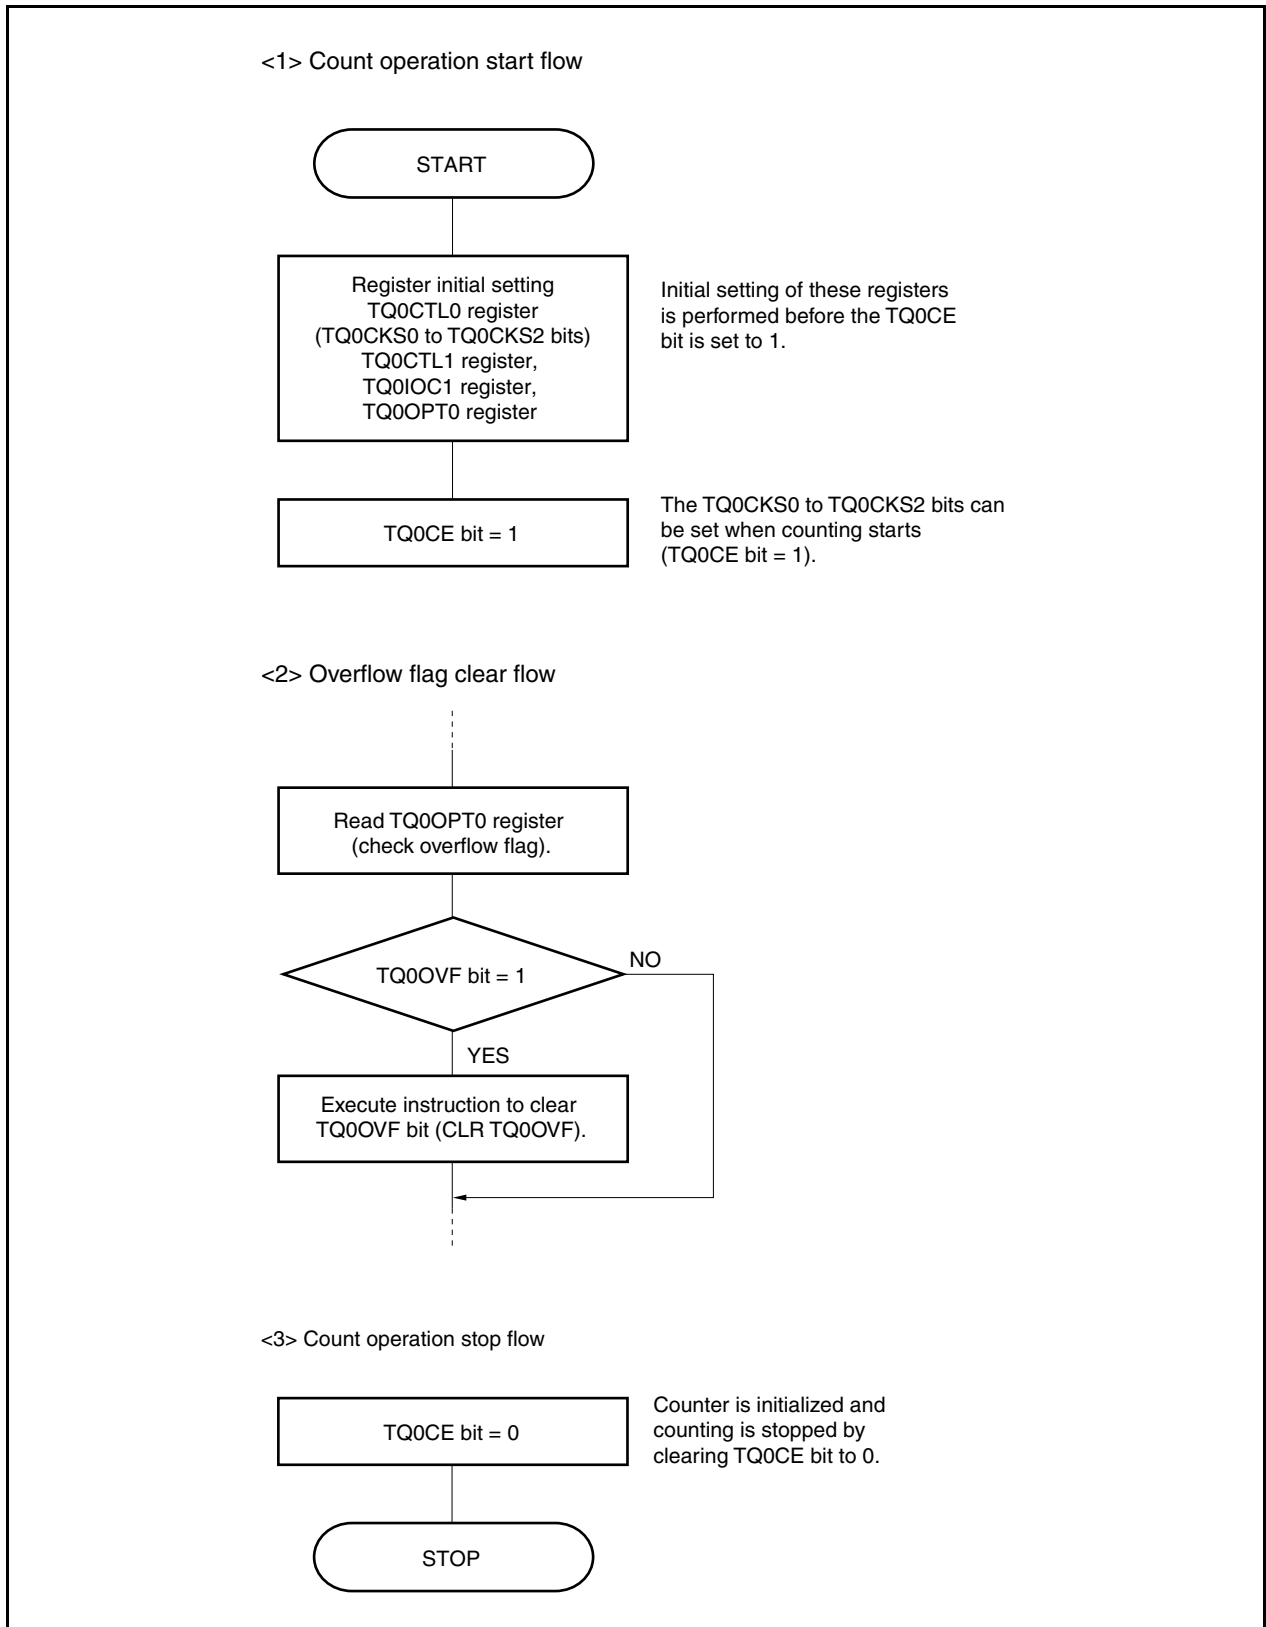 <1> Count operation start flow
START
Register initial setting
TQ0CTL0 register
(TQ0CKS0 to TQ0CKS2 bits)
TQ0CTL1 register,
TQ0IOC1 register,
TQ0OPT0 register
Initial setting of these registers
is performed before the TQ0CE
bit is set to 1.
TQ0CE bit = 1
The TQ0CKS0 to TQ0CKS2 bits can
be set when counting starts
(TQ0CE bit = 1).
<2> Overflow flag clear flow
Read TQ0OPT0 register
(check overflow flag).
TQ0OVF bit = 1
NO
YES
Execute instruction to clear
TQ0OVF bit (CLR TQ0OVF).
<3> Count operation stop flow
TQ0CE bit = 0
Counter is initialized and
counting is stopped by
clearing TQ0CE bit to 0.
STOP